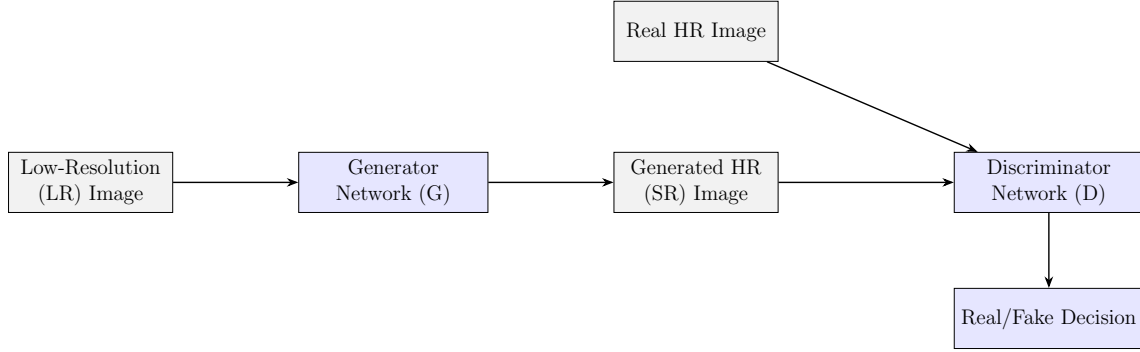 Real HR Image
Low-Resolution
(LR) Image
Generator
Network (G)
Generated HR
(SR) Image
Discriminator
Network (D)
Real/Fake Decision